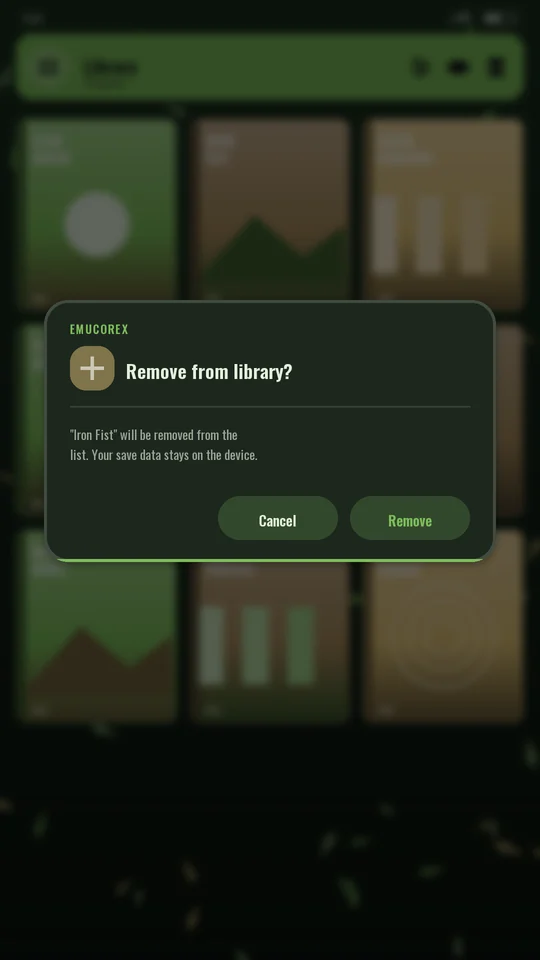 EMUCOREX
Remove from library?
"Iron Fist" will be removed from the
list. Your save data stays on the device.
Cancel
Remove